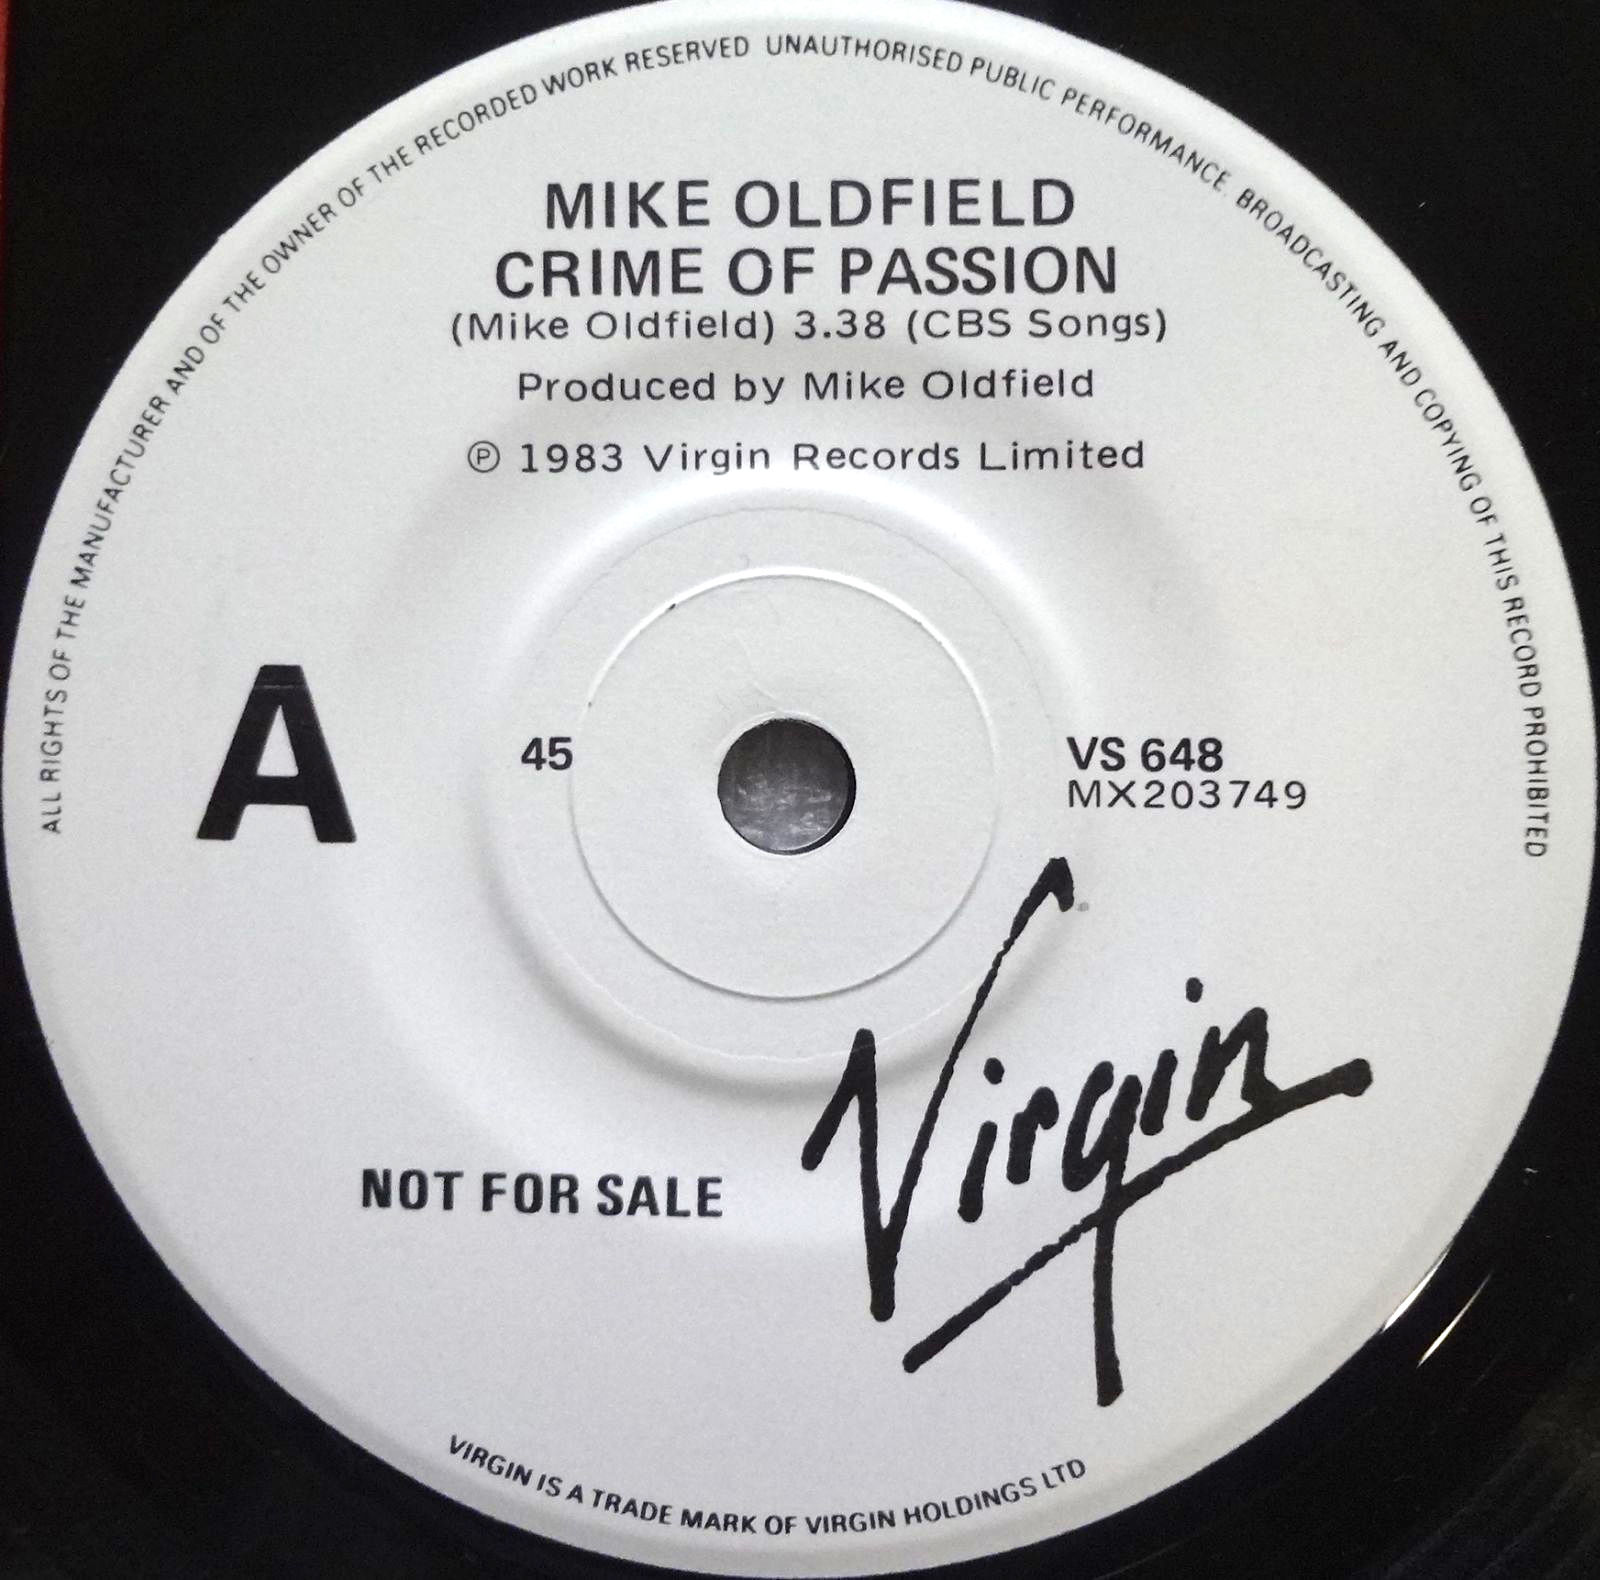 ALL RIGHTS OF THE MANUFACTURER AND OF THE OWNER OF THE RECORDED WORK RESERVED UNAUTHORISED PUBLIC PERFORMANCE. BROADCASTING AND COPYING OF THIS RECORD PROHIBITED
MIKE OLDFIELD
CRIME OF PASSION
(Mike Oldfield) 3.38 (CBS Songs)
Produced by Mike Oldfield
℗ 1983 Virgin Records Limited
A
45
VS 648
MX203749
Virgin
NOT FOR SALE
VIRGIN IS A TRADE MARK OF VIRGIN HOLDINGS LTD